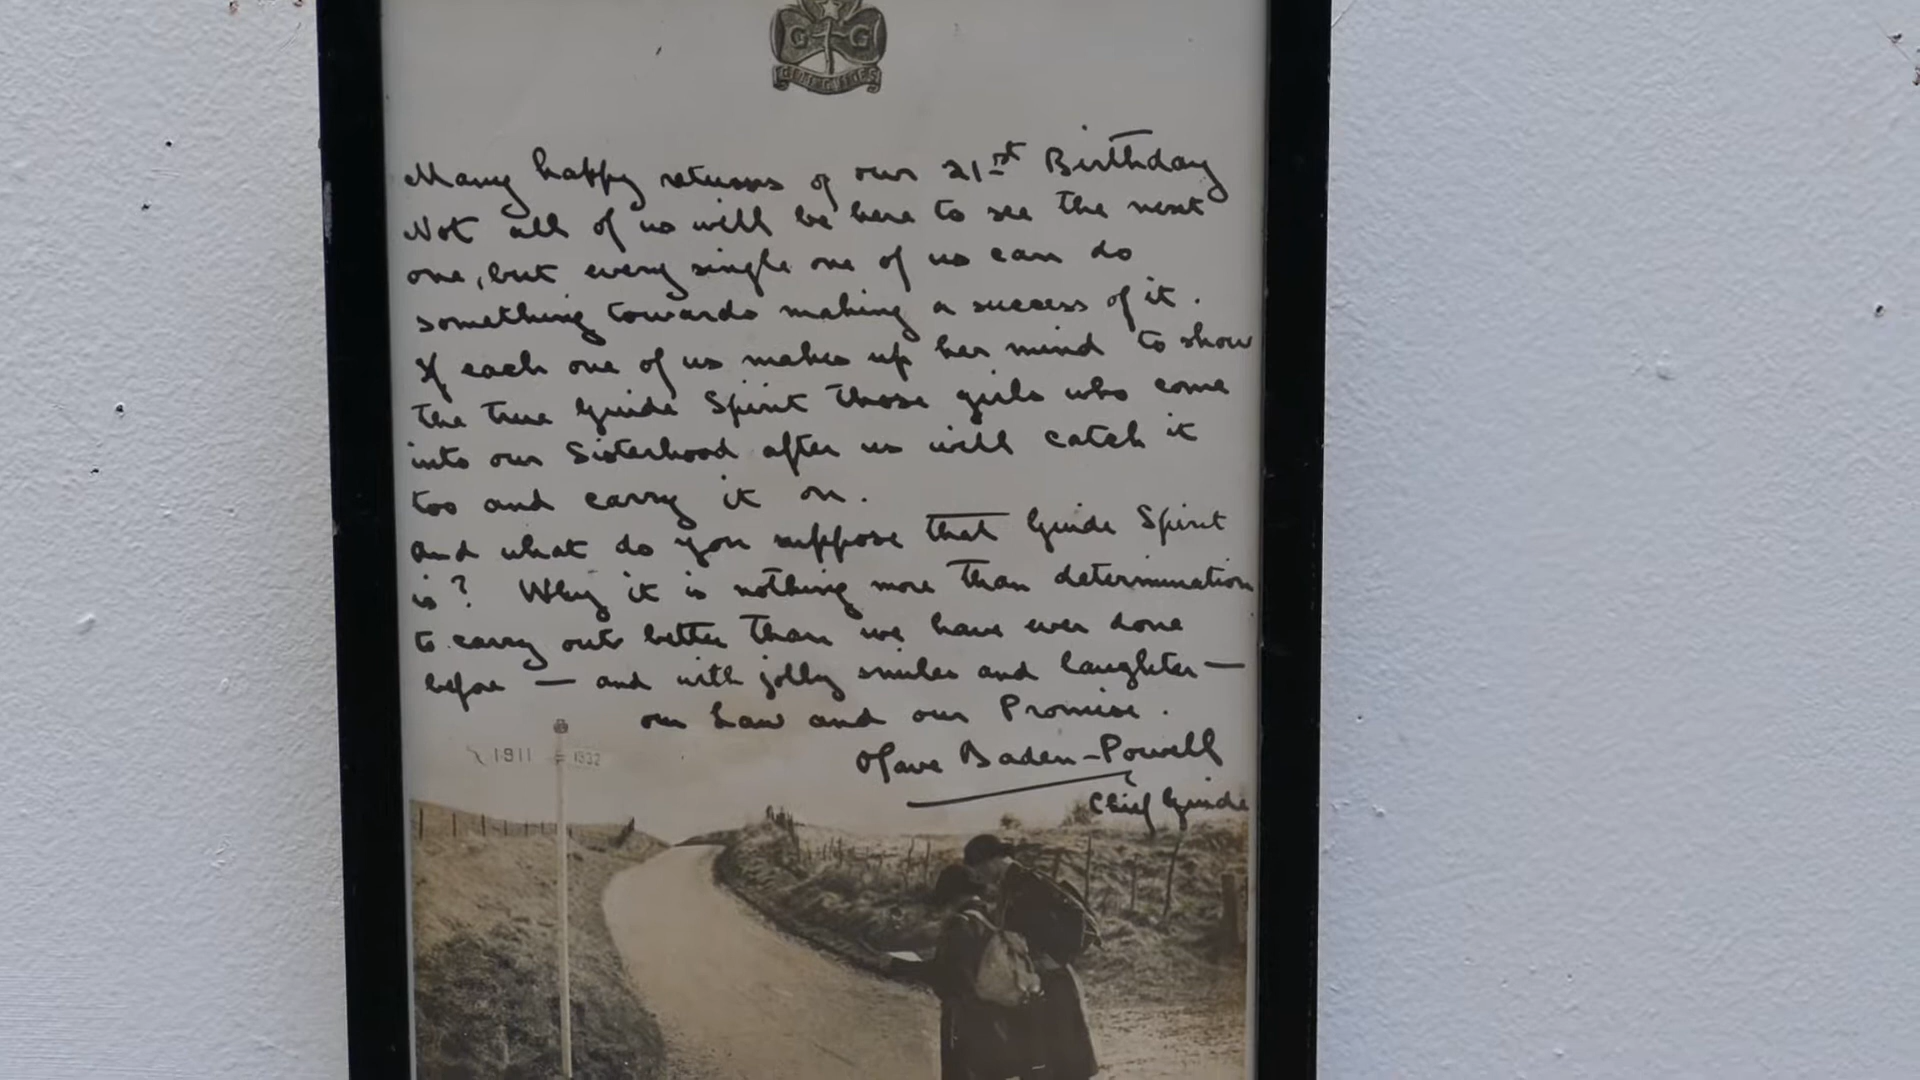 G G
GIRL GUIDES
Many happy returns of our 21st Birthday
Not all of us will be here to see the next
one, but every single one of us can do
something towards making a success of it.
If each one of us makes up her mind to show
the true Guide Spirit those girls who come
into our Sisterhood after us will catch it
too and carry it on.
and what do you suppose that Guide Spirit
is? Why it is nothing more than determination
to carry out better than we have ever done
before — and with jolly smiles and laughter —
our Law and our Promise.
Olave Baden-Powell
Chief Guide
1911 1932